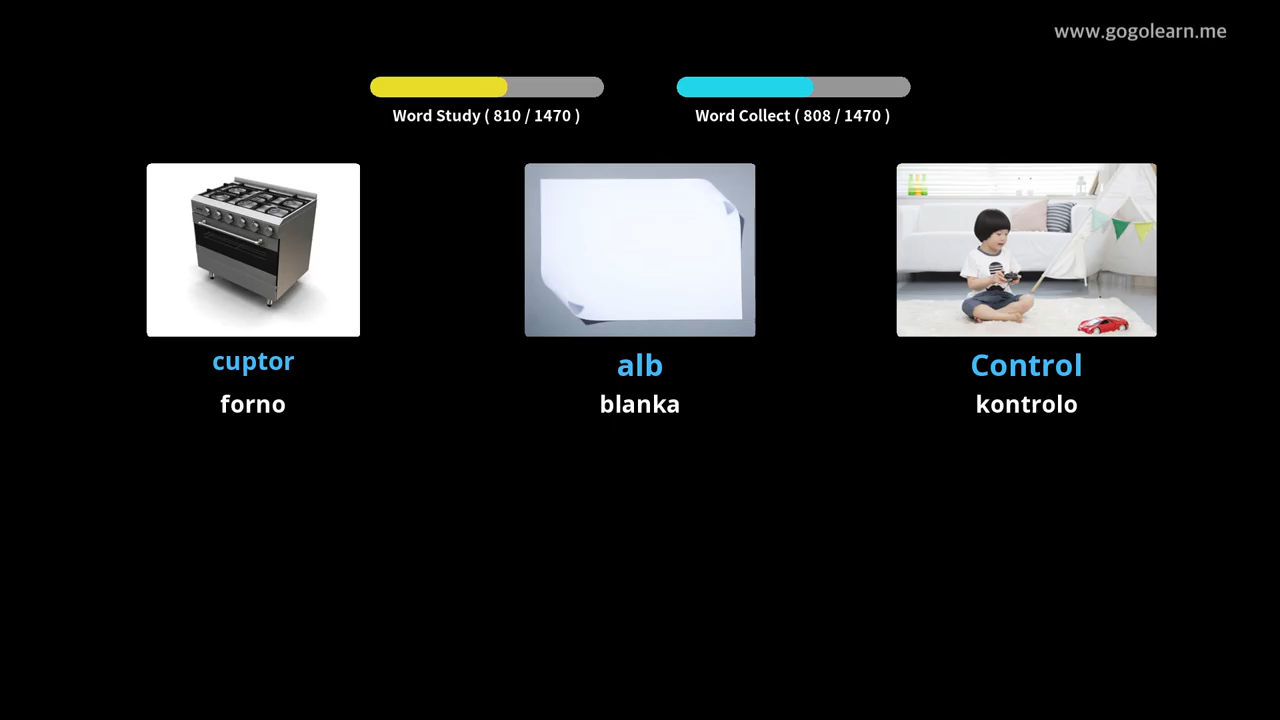 www.gogolearn.me
Word Study ( 810 / 1470 )
Word Collect ( 808 / 1470 )
cuptor
alb
Control
forno
blanka
kontrolo